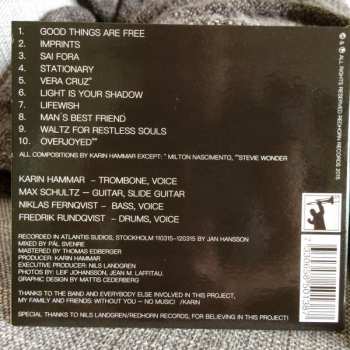 1. GOOD THINGS ARE FREE
2. IMPRINTS
3. SAI FORA
4. STATIONARY
5. VERA CRUZ*
6. LIGHT IS YOUR SHADOW
7. LIFEWISH
8. MAN´S BEST FRIEND
9. WALTZ FOR RESTLESS SOULS
10. OVERJOYED**
ALL COMPOSITIONS BY KARIN HAMMAR EXCEPT: * MILTON NASCIMENTO, **STEVIE WONDER
KARIN HAMMAR – TROMBONE, VOICE
MAX SCHULTZ – GUITAR, SLIDE GUITAR
NIKLAS FERNQVIST - BASS, VOICE
FREDRIK RUNDQVIST - DRUMS, VOICE
RECORDED IN ATLANTIS SUDIOS, STOCKHOLM 110315-120315 BY JAN HANSSON
MIXED BY PÅL SVENRE
MASTERED BY THOMAS EDBERGER
PRODUCER: KARIN HAMMAR
EXECUTIVE PRODUCER: NILS LANDGREN
PHOTOS BY: LEIF JOHANSSON, JEAN M. LAFFITAU.
GRAPHIC DESIGN BY MATTIS CEDERBERG
THANKS TO THE BAND AND EVERYBODY ELSE INVOLVED IN THIS PROJECT,
MY FAMILY AND FRIENDS: WITHOUT YOU – NO MUSIC! /KARIN
SPECIAL THANKS TO NILS LANDGREN/REDHORN RECORDS, FOR BELIEVING IN THIS PROJECT!
℗ & © ALL RIGHTS RESERVED REDHORN RECORDS 2015